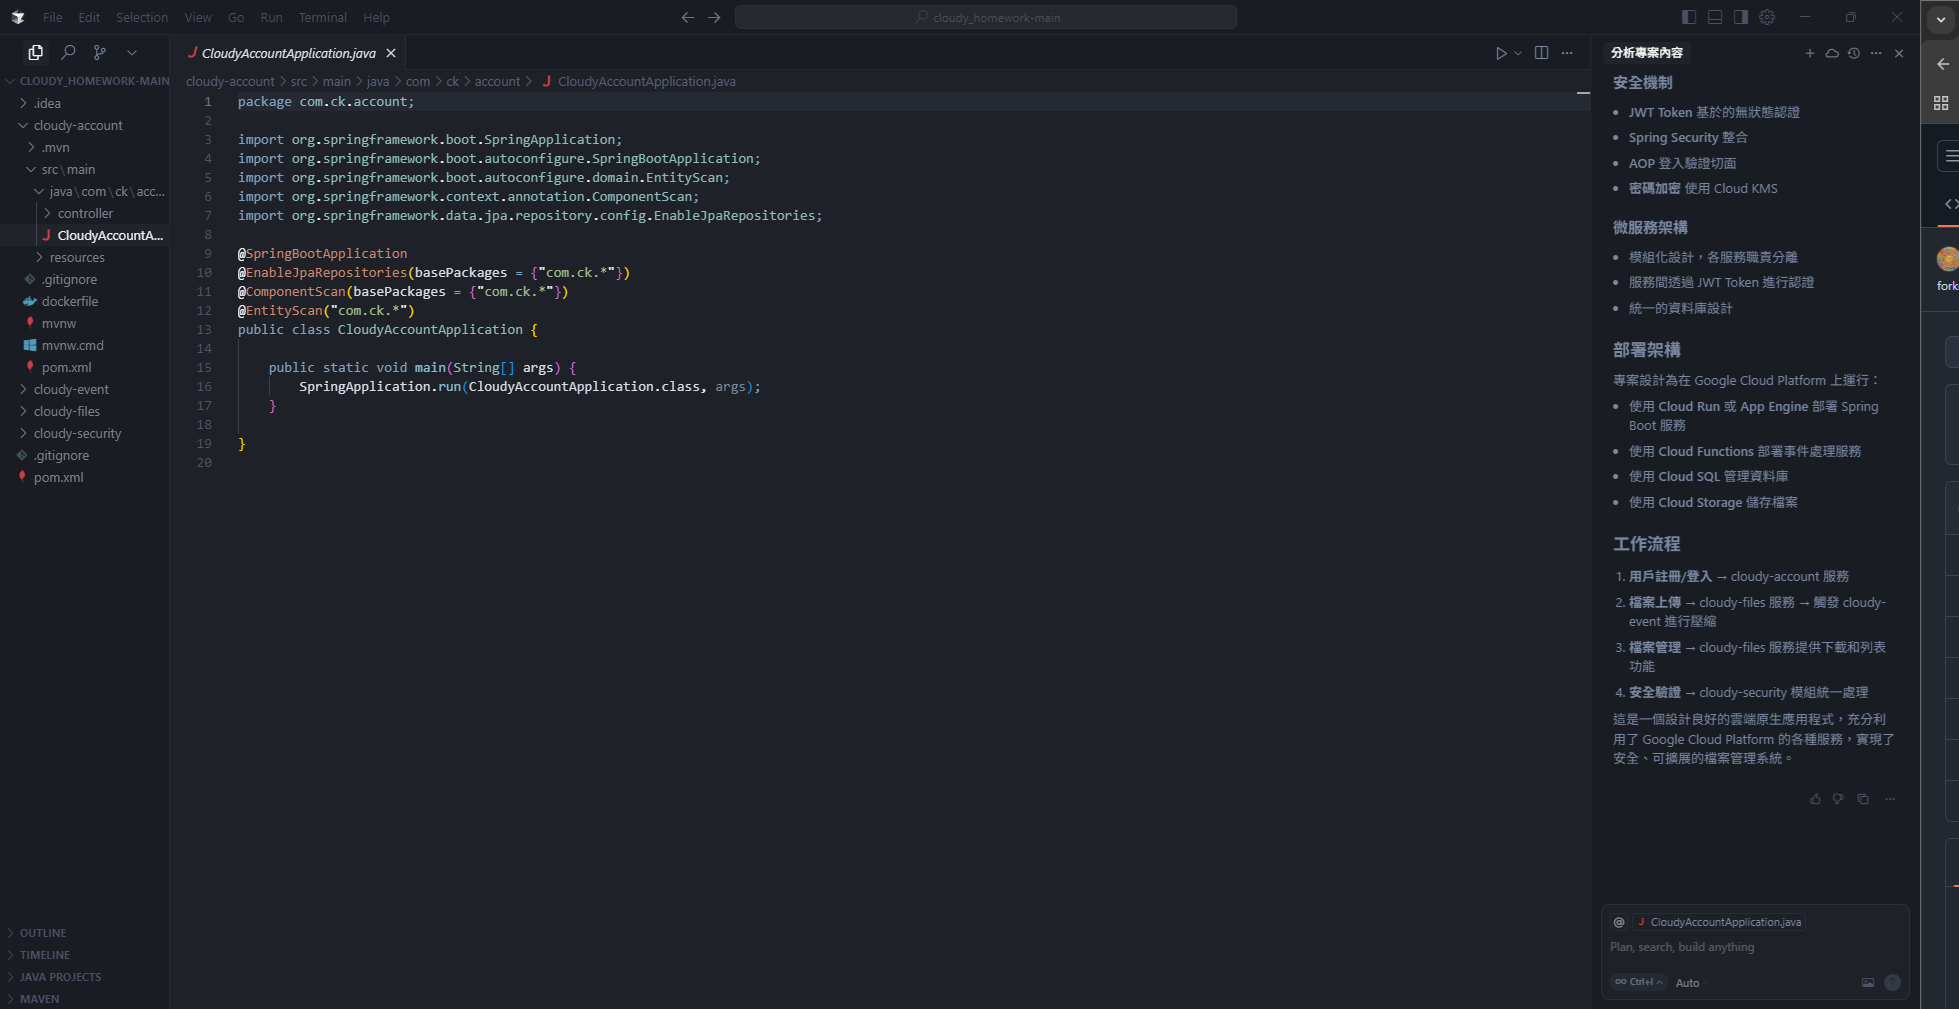 File Edit Selection View Go Run Terminal Help
cloudy_homework-main
CLOUDY_HOMEWORK-MAIN
.idea
cloudy-account
.mvn
src\main
java\com\ck\acc...
controller
CloudyAccountA...
resources
.gitignore
dockerfile
mvnw
mvnw.cmd
pom.xml
cloudy-event
cloudy-files
cloudy-security
.gitignore
pom.xml
OUTLINE
TIMELINE
JAVA PROJECTS
MAVEN
CloudyAccountApplication.java
cloudy-account > src > main > java > com > ck > account > CloudyAccountApplication.java
1 package com.ck.account;
2
3 import org.springframework.boot.SpringApplication;
4 import org.springframework.boot.autoconfigure.SpringBootApplication;
5 import org.springframework.boot.autoconfigure.domain.EntityScan;
6 import org.springframework.context.annotation.ComponentScan;
7 import org.springframework.data.jpa.repository.config.EnableJpaRepositories;
8
9 @SpringBootApplication
10 @EnableJpaRepositories(basePackages = {"com.ck.*"})
11 @ComponentScan(basePackages = {"com.ck.*"})
12 @EntityScan("com.ck.*")
13 public class CloudyAccountApplication {
14
15 public static void main(String[] args) {
16 SpringApplication.run(CloudyAccountApplication.class, args);
17 }
18
19 }
20
分析專案內容
安全機制
• JWT Token 基於的無狀態認證
• Spring Security 整合
• AOP 登入驗證切面
• 密碼加密 使用 Cloud KMS
微服務架構
• 模組化設計，各服務職責分離
• 服務間透過 JWT Token 進行認證
• 統一的資料庫設計
部署架構
專案設計為在 Google Cloud Platform 上運行：
• 使用 Cloud Run 或 App Engine 部署 Spring
Boot 服務
• 使用 Cloud Functions 部署事件處理服務
• 使用 Cloud SQL 管理資料庫
• 使用 Cloud Storage 儲存檔案
工作流程
1. 用戶註冊/登入 → cloudy-account 服務
2. 檔案上傳 → cloudy-files 服務 → 觸發 cloudy-
event 進行壓縮
3. 檔案管理 → cloudy-files 服務提供下載和列表
功能
4. 安全驗證 → cloudy-security 模組統一處理
這是一個設計良好的雲端原生應用程式，充分利
用了 Google Cloud Platform 的各種服務，實現了
安全、可擴展的檔案管理系統。
@ CloudyAccountApplication.java
Plan, search, build anything
∞ Ctrl+I Auto
fork